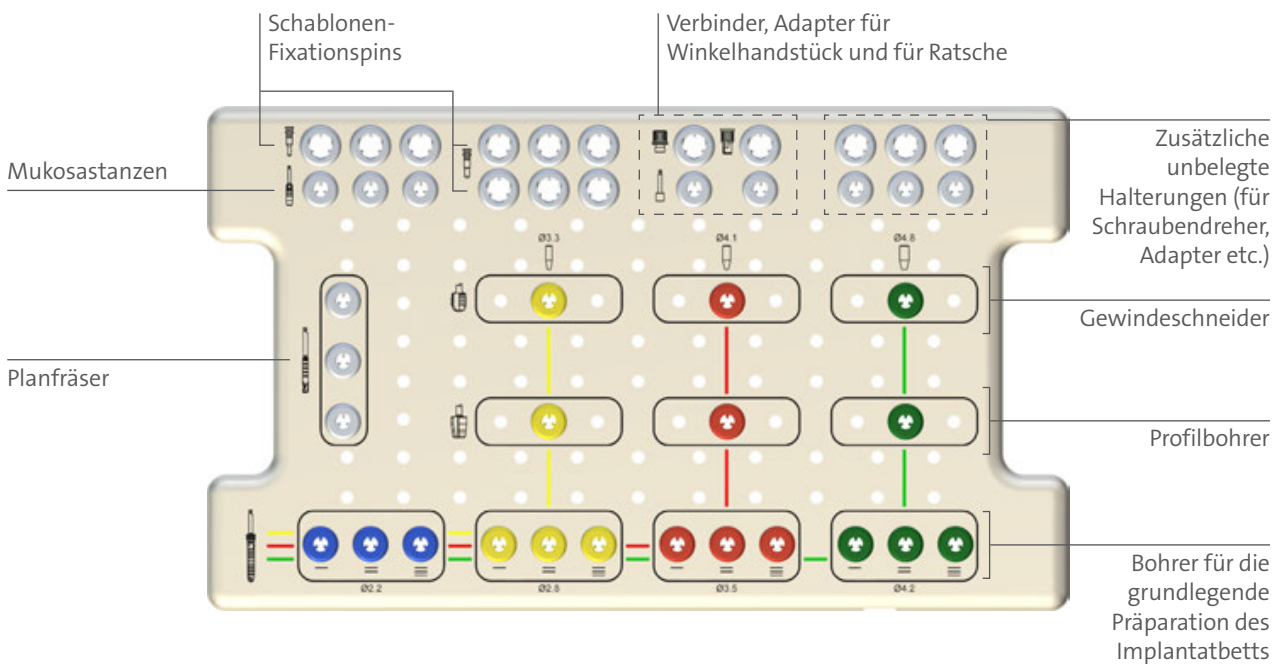 Schablonen-
Fixationspins
Verbinder, Adapter für
Winkelhandstück und für Ratsche
Mukosastanzen
Zusätzliche
unbelegte
Halterungen (für
Schraubendreher,
Adapter etc.)
Ø3.3
Ø4.1
Ø4.8
Gewindeschneider
Planfräser
Profilbohrer
Ø2.2
Ø2.8
Ø3.5
Ø4.2
Bohrer für die
grundlegende
Präparation des
Implantatbetts